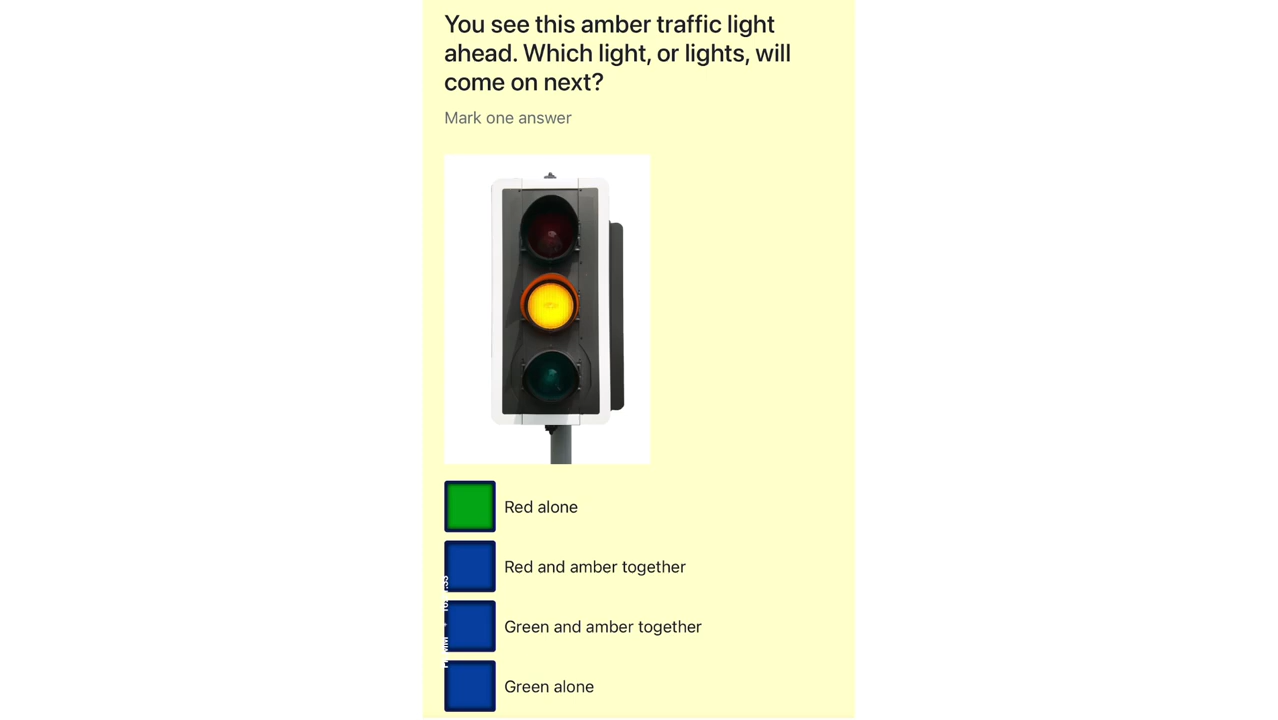 You see this amber traffic light
ahead. Which light, or lights, will
come on next?
Mark one answer
Red alone
Red and amber together
Green and amber together
Green alone